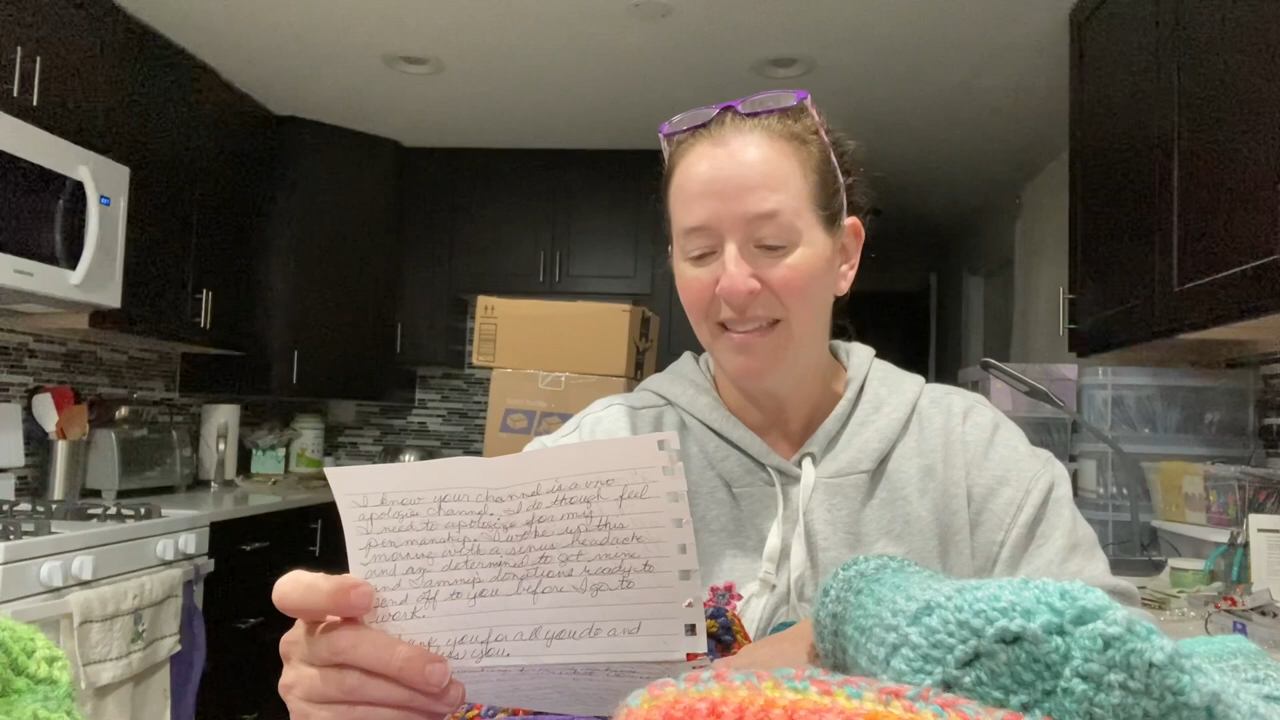 I know your channel is a no
apologies channel. I do though feel
I need to apologize for my
penmanship. I woke up this
morning with a sinus headache
and am determined to get mine
and Tammy's donations ready to
send off to you before I go to
work.
thank you for all you do and
bless you.
SAMSUNG